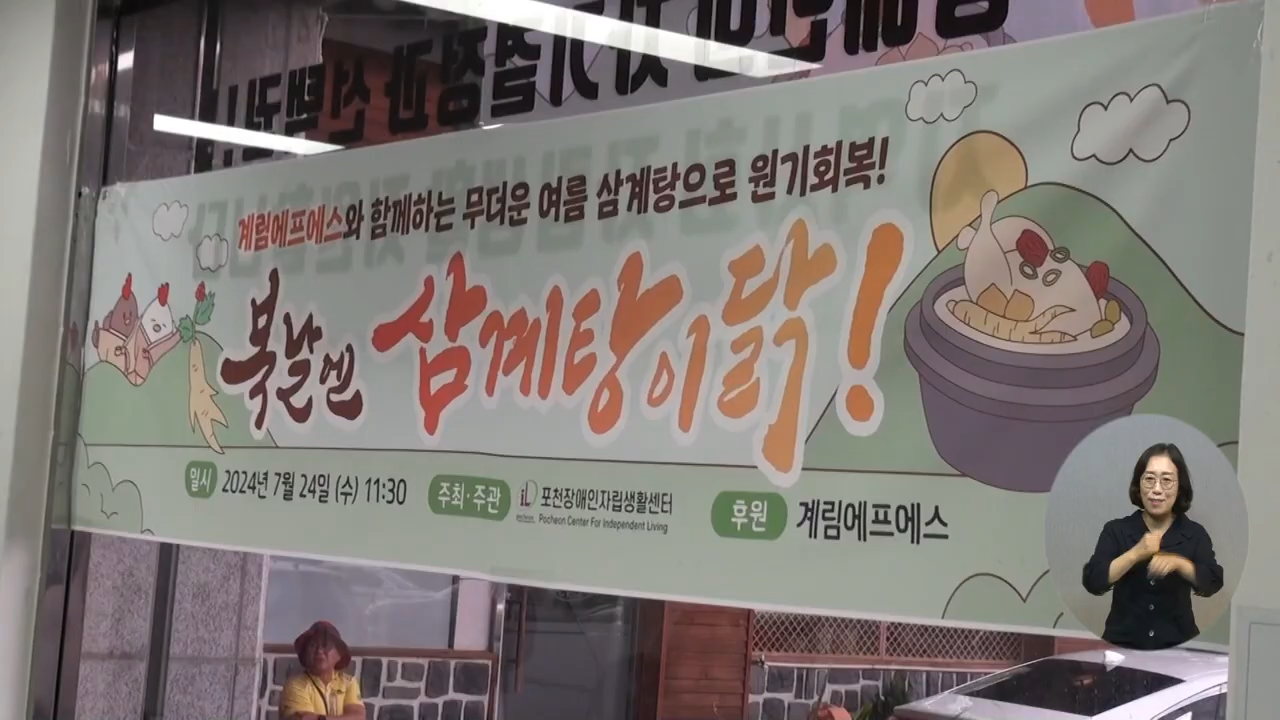 계림에프에스와 함께하는 무더운 여름 삼계탕으로 원기회복!
복날엔 삼계탕이닭!
일시 2024년 7월 24일 (수) 11:30
주최·주관 포천장애인자립생활센터
Pocheon Center For Independent Living
후원 계림에프에스